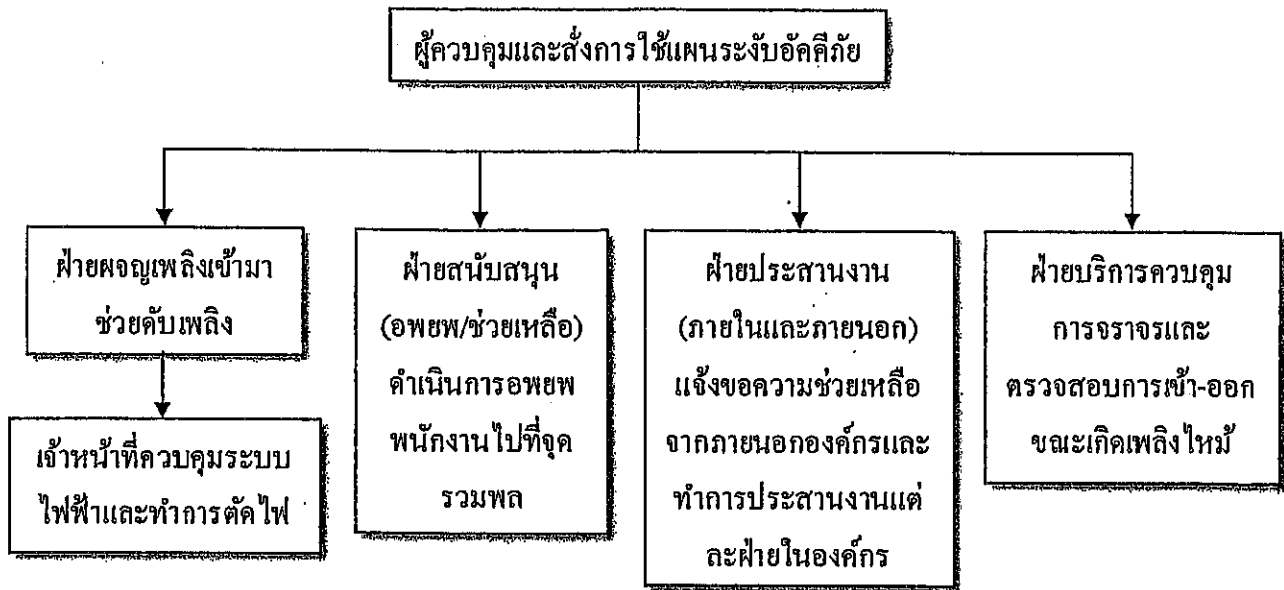 ผู้ควบคุมและสั่งการใช้แผนระงับอัคคีภัย
ฝ่ายผจญเพลิงเข้ามา
ช่วยดับเพลิง
เจ้าหน้าที่ควบคุมระบบ
ไฟฟ้าและทำการตัดไฟ
ฝ่ายสนับสนุน
(อพยพ/ช่วยเหลือ)
ดำเนินการอพยพ
พนักงานไปที่จุด
รวมพล
ฝ่ายประสานงาน
(ภายในและภายนอก)
แจ้งขอความช่วยเหลือ
จากภายนอกองค์กรและ
ทำการประสานงานแต่
ละฝ่ายในองค์กร
ฝ่ายบริการควบคุม
การจราจรและ
ตรวจสอบการเข้า-ออก
ขณะเกิดเพลิงไหม้